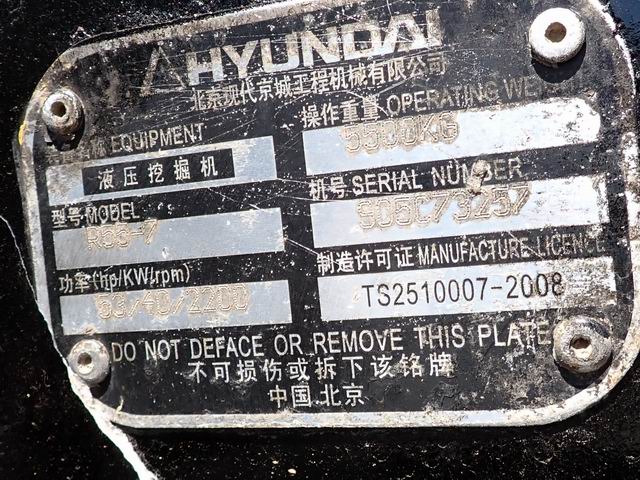 HYUNDAI
北京现代京城工程机械有限公司
EQUIPMENT
液压挖掘机
操作重量 OPERATING
5500KG
型号 MODEL
R55-7
机号 SERIAL NUMBER
功率(hp/KW/rpm)
53/40/2200
制造许可证 MANUFACTURE LICENCE
TS2510007-2008
DO NOT DEFACE OR REMOVE THIS PLATE
不可损伤或拆下该铭牌
中国.北京